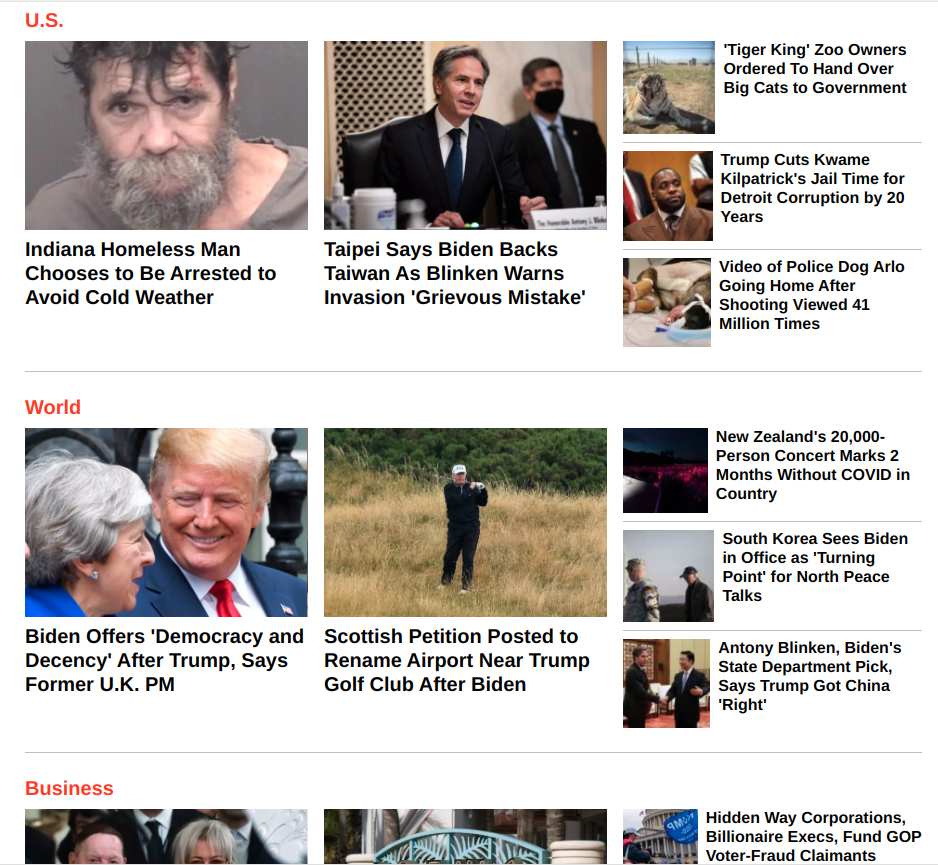 U.S.
Indiana Homeless Man
Chooses to Be Arrested to
Avoid Cold Weather
Taipei Says Biden Backs
Taiwan As Blinken Warns
Invasion 'Grievous Mistake'
'Tiger King' Zoo Owners
Ordered To Hand Over
Big Cats to Government
Trump Cuts Kwame
Kilpatrick's Jail Time for
Detroit Corruption by 20
Years
Video of Police Dog Arlo
Going Home After
Shooting Viewed 41
Million Times
World
Biden Offers 'Democracy and
Decency' After Trump, Says
Former U.K. PM
Scottish Petition Posted to
Rename Airport Near Trump
Golf Club After Biden
New Zealand's 20,000-
Person Concert Marks 2
Months Without COVID in
Country
South Korea Sees Biden
in Office as 'Turning
Point' for North Peace
Talks
Antony Blinken, Biden's
State Department Pick,
Says Trump Got China
'Right'
Business
Hidden Way Corporations,
Billionaire Execs, Fund GOP
Voter-Fraud Claimants